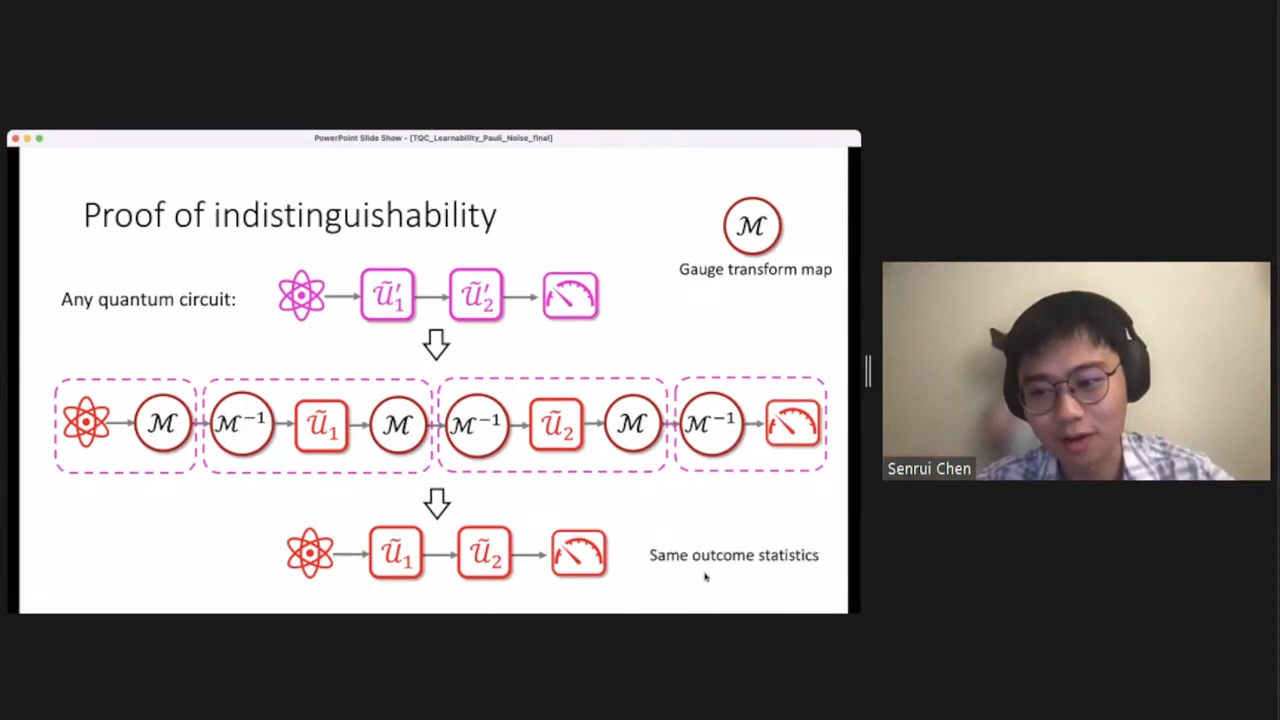 PowerPoint Slide Show - [TQC_Learnability_Pauli_Noise_final]
Proof of indistinguishability
ℳ
Gauge transform map
Any quantum circuit:
𝒰̃′₁ 𝒰̃′₂
ℳ ℳ⁻¹ 𝒰̃₁ ℳ ℳ⁻¹ 𝒰̃₂ ℳ ℳ⁻¹
Senrui Chen
𝒰̃₁ 𝒰̃₂
Same outcome statistics